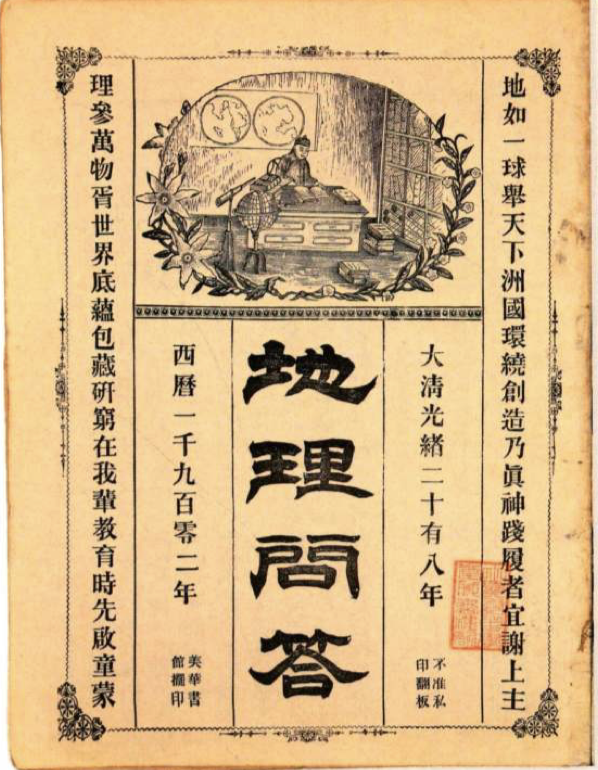 地如一球舉天下洲國環繞創造乃眞神踐履者宜謝上主
大淸光緖二十有八年
不准私
印翻板
地理問答
西曆一千九百零二年
美華書
館擺印
理參萬物胥世界底蘊包藏硏窮在我輩教育時先啟童蒙